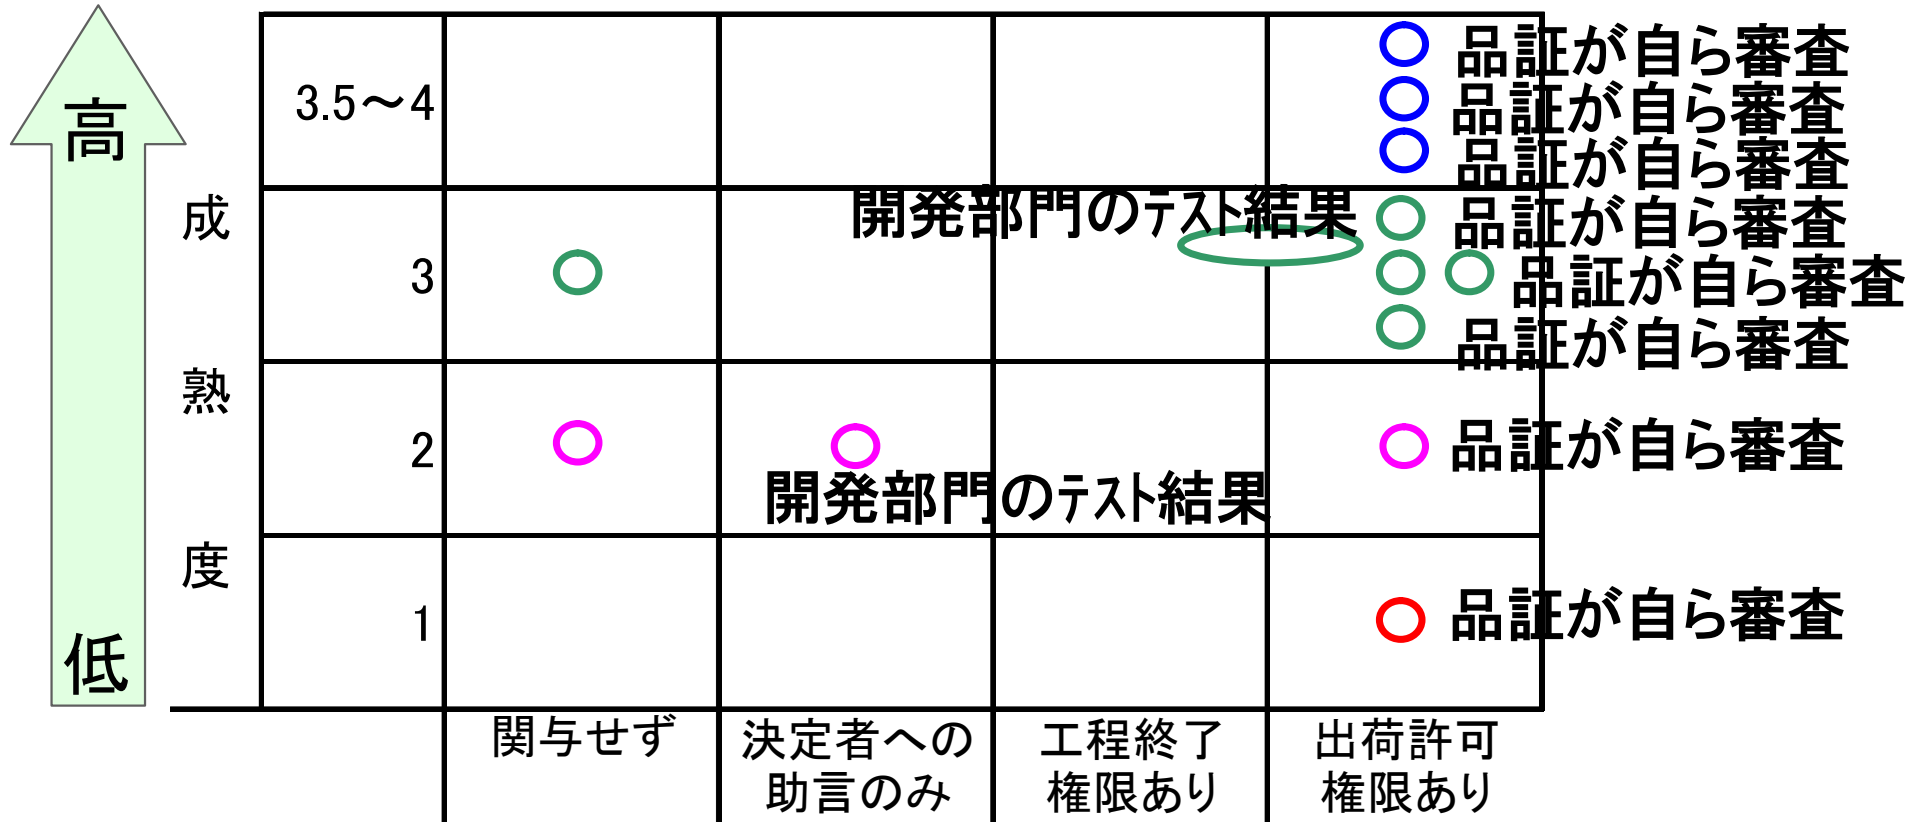 高
低
成
熟
度
3.5～4
品証が自ら審査
品証が自ら審査
品証が自ら審査
3
開発部門のテスト結果
品証が自ら審査
品証が自ら審査
品証が自ら審査
2
品証が自ら審査
開発部門のテスト結果
1
品証が自ら審査
関与せず
決定者への
助言のみ
工程終了
権限あり
出荷許可
権限あり